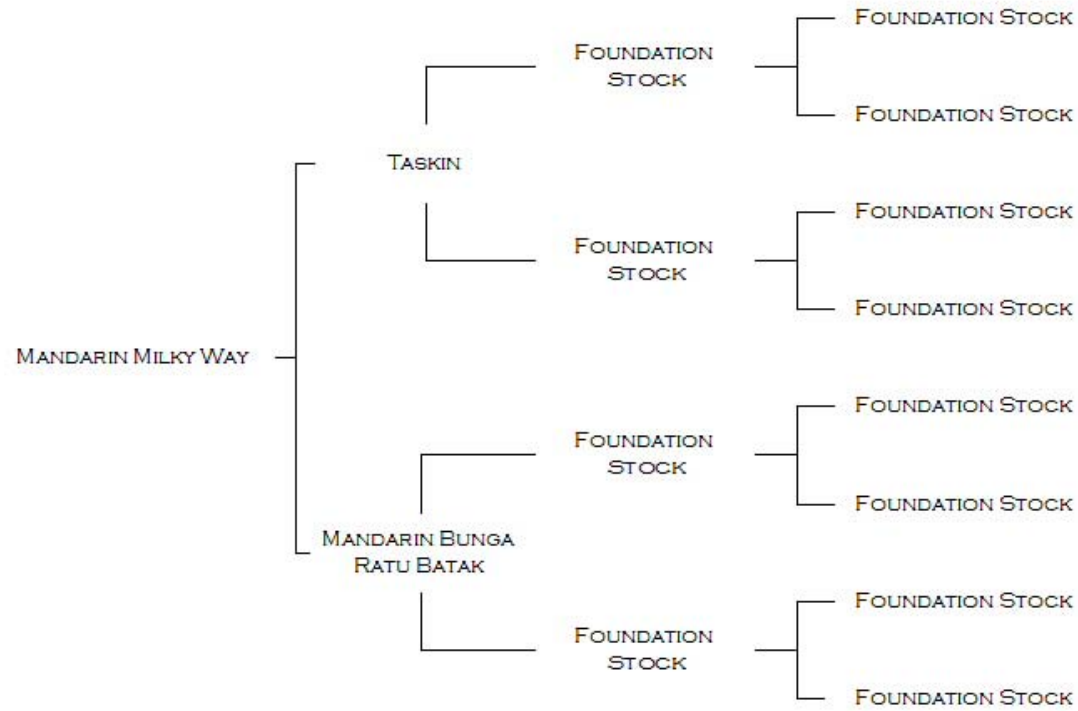 Foundation Stock
Foundation
Stock
Foundation Stock
Taskin
Foundation Stock
Foundation
Stock
Foundation Stock
Mandarin Milky Way
Foundation Stock
Foundation
Stock
Foundation Stock
Mandarin Bunga
Ratu Batak
Foundation Stock
Foundation
Stock
Foundation Stock